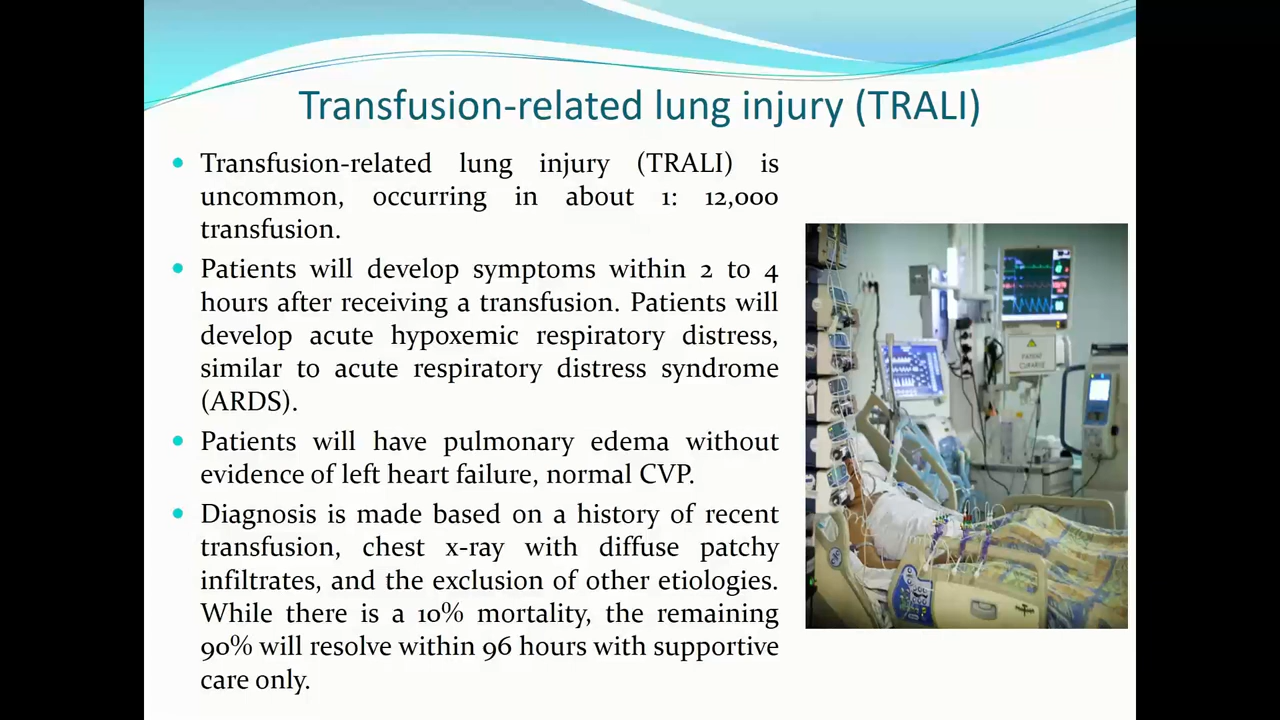 Transfusion-related lung injury (TRALI)
Transfusion-related lung injury (TRALI) is
uncommon, occurring in about 1: 12,000
transfusion.
Patients will develop symptoms within 2 to 4
hours after receiving a transfusion. Patients will
develop acute hypoxemic respiratory distress,
similar to acute respiratory distress syndrome
(ARDS).
Patients will have pulmonary edema without
evidence of left heart failure, normal CVP.
Diagnosis is made based on a history of recent
transfusion, chest x-ray with diffuse patchy
infiltrates, and the exclusion of other etiologies.
While there is a 10% mortality, the remaining
90% will resolve within 96 hours with supportive
care only.